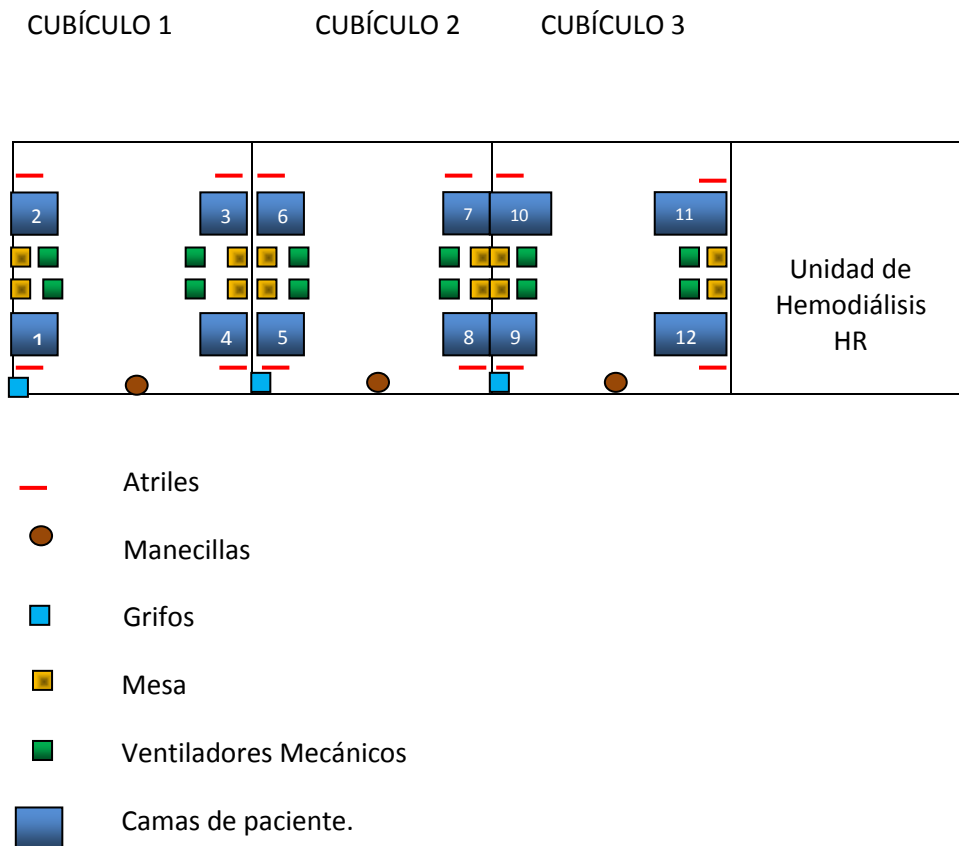 CUBÍCULO 1 CUBÍCULO 2 CUBÍCULO 3
2 3 6 7 10 11
1 4 5 8 9 12
Unidad de
Hemodiálisis
HR
Atriles
Manecillas
Grifos
Mesa
Ventiladores Mecánicos
Camas de paciente.